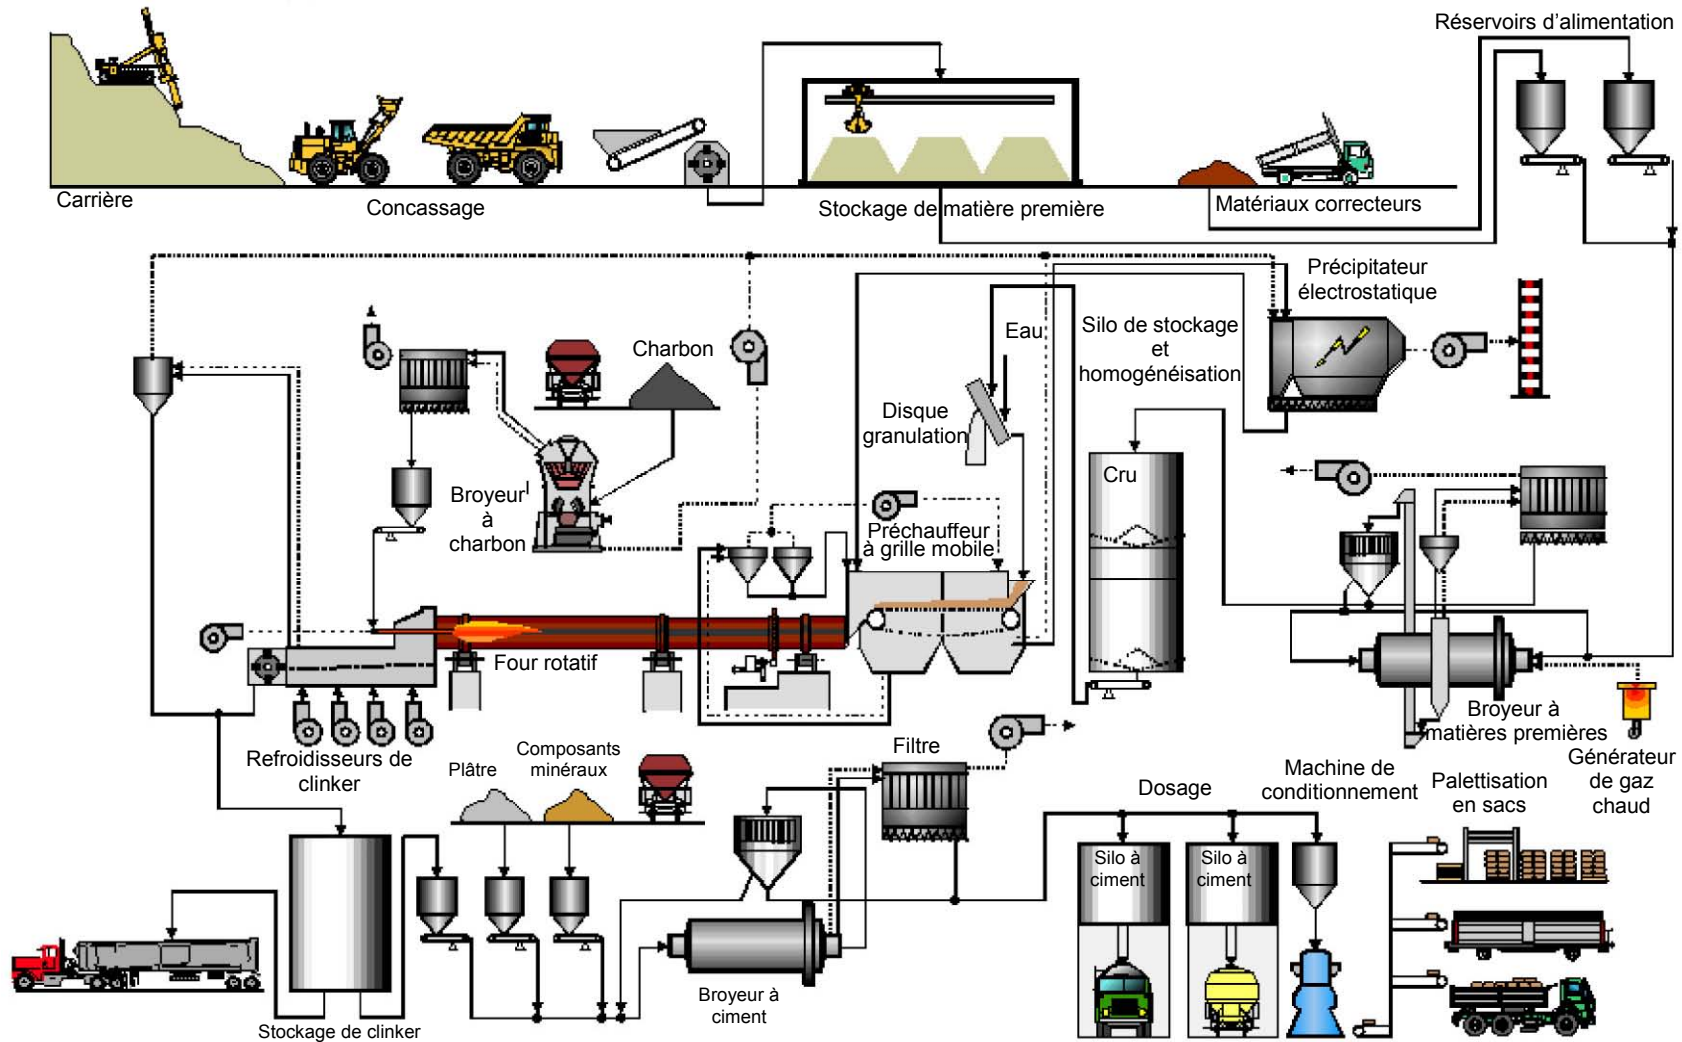 Réservoirs d'alimentation
Carrière
Concassage
Stockage de matière première
Matériaux correcteurs
Précipitateur
électrostatique
Eau
Silo de stockage
et
homogénéisation
Charbon
Disque
granulation
Cru
Broyeur
à
charbon
Préchauffeur
à grille mobile
Four rotatif
Broyeur à
matières premières
Refroidisseurs de
clinker
Plâtre
Composants
minéraux
Filtre
Dosage
Machine de
conditionnement
Palettisation
en sacs
Générateur
de gaz
chaud
Silo à
ciment
Silo à
ciment
Broyeur à
ciment
Stockage de clinker